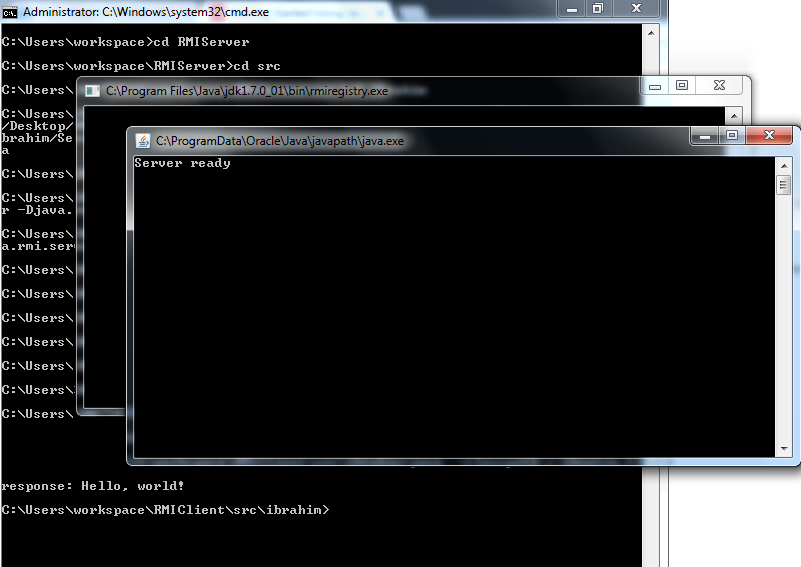 Administrator: C:\Windows\system32\cmd.exe
C:\Users\workspace>cd RMIServer
C:\Users\workspace\RMIServer>cd src
C:\Users\
C:\Program Files\Java\jdk1.7.0_01\bin\rmiregistry.exe
C:\Users\
/Desktop/
brahim/Se
a
C:\ProgramData\Oracle\Java\javapath\java.exe
Server ready
C:\Users\
C:\Users\
r -Djava.
C:\Users\
a.rmi.ser
C:\Users\
C:\Users\
C:\Users\
C:\Users\
C:\Users\
C:\Users\
C:\Users\
response: Hello, world!
C:\Users\workspace\RMIClient\src\ibrahim>